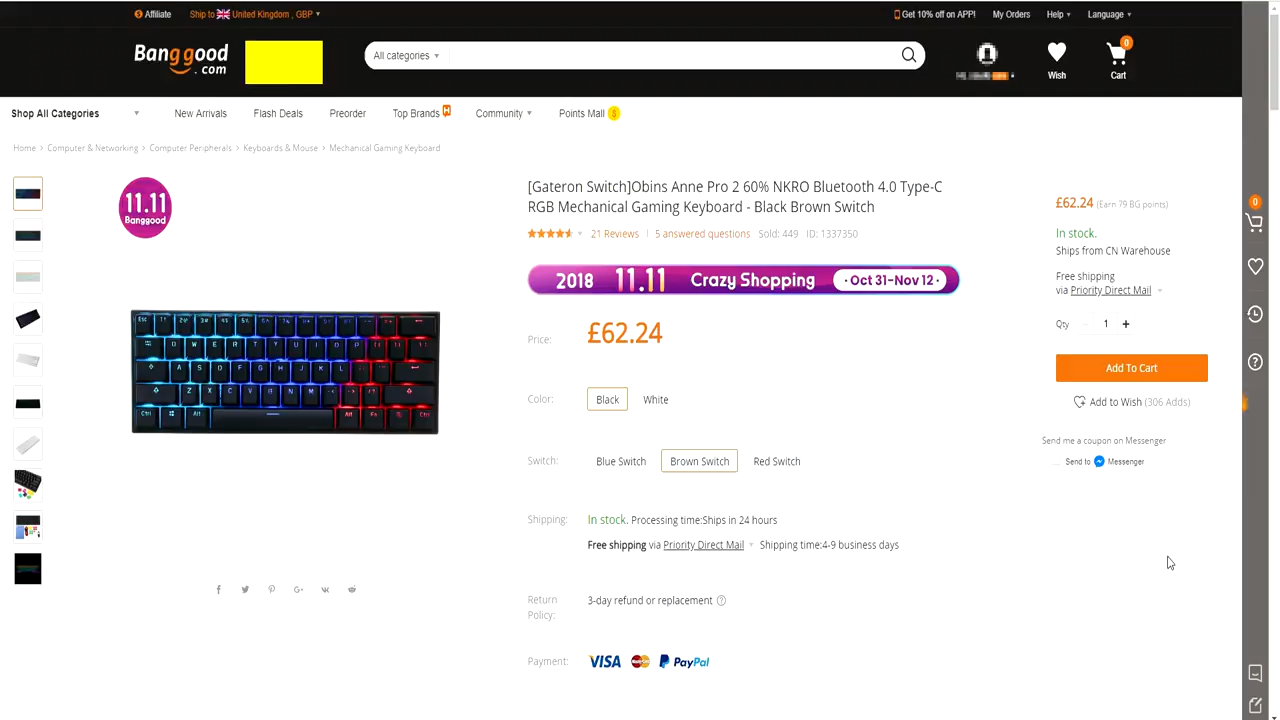 Affiliate
Ship to United Kingdom , GBP
Get 10% off on APP!
My Orders
Help
Language
Banggood
.com
All categories
Wish
0
Cart
Shop All Categories
New Arrivals
Flash Deals
Preorder
Top Brands
H
Community
Points Mall
Home > Computer & Networking > Computer Peripherals > Keyboards & Mouse > Mechanical Gaming Keyboard
11.11
Banggood
[Gateron Switch]Obins Anne Pro 2 60% NKRO Bluetooth 4.0 Type-C
RGB Mechanical Gaming Keyboard - Black Brown Switch
21 Reviews | 5 answered questions Sold: 449 ID: 1337350
2018 11.11 Crazy Shopping · Oct 31-Nov 12 ·
Price: £62.24
Color: Black White
Switch: Blue Switch Brown Switch Red Switch
Shipping: In stock. Processing time:Ships in 24 hours
Free shipping via Priority Direct Mail Shipping time:4-9 business days
Return
Policy:
3-day refund or replacement
Payment: VISA PayPal
£62.24 (Earn 79 BG points)
In stock.
Ships from CN Warehouse
Free shipping
via Priority Direct Mail
Qty - 1 +
Add To Cart
Add to Wish (306 Adds)
Send me a coupon on Messenger
Send to Messenger
0